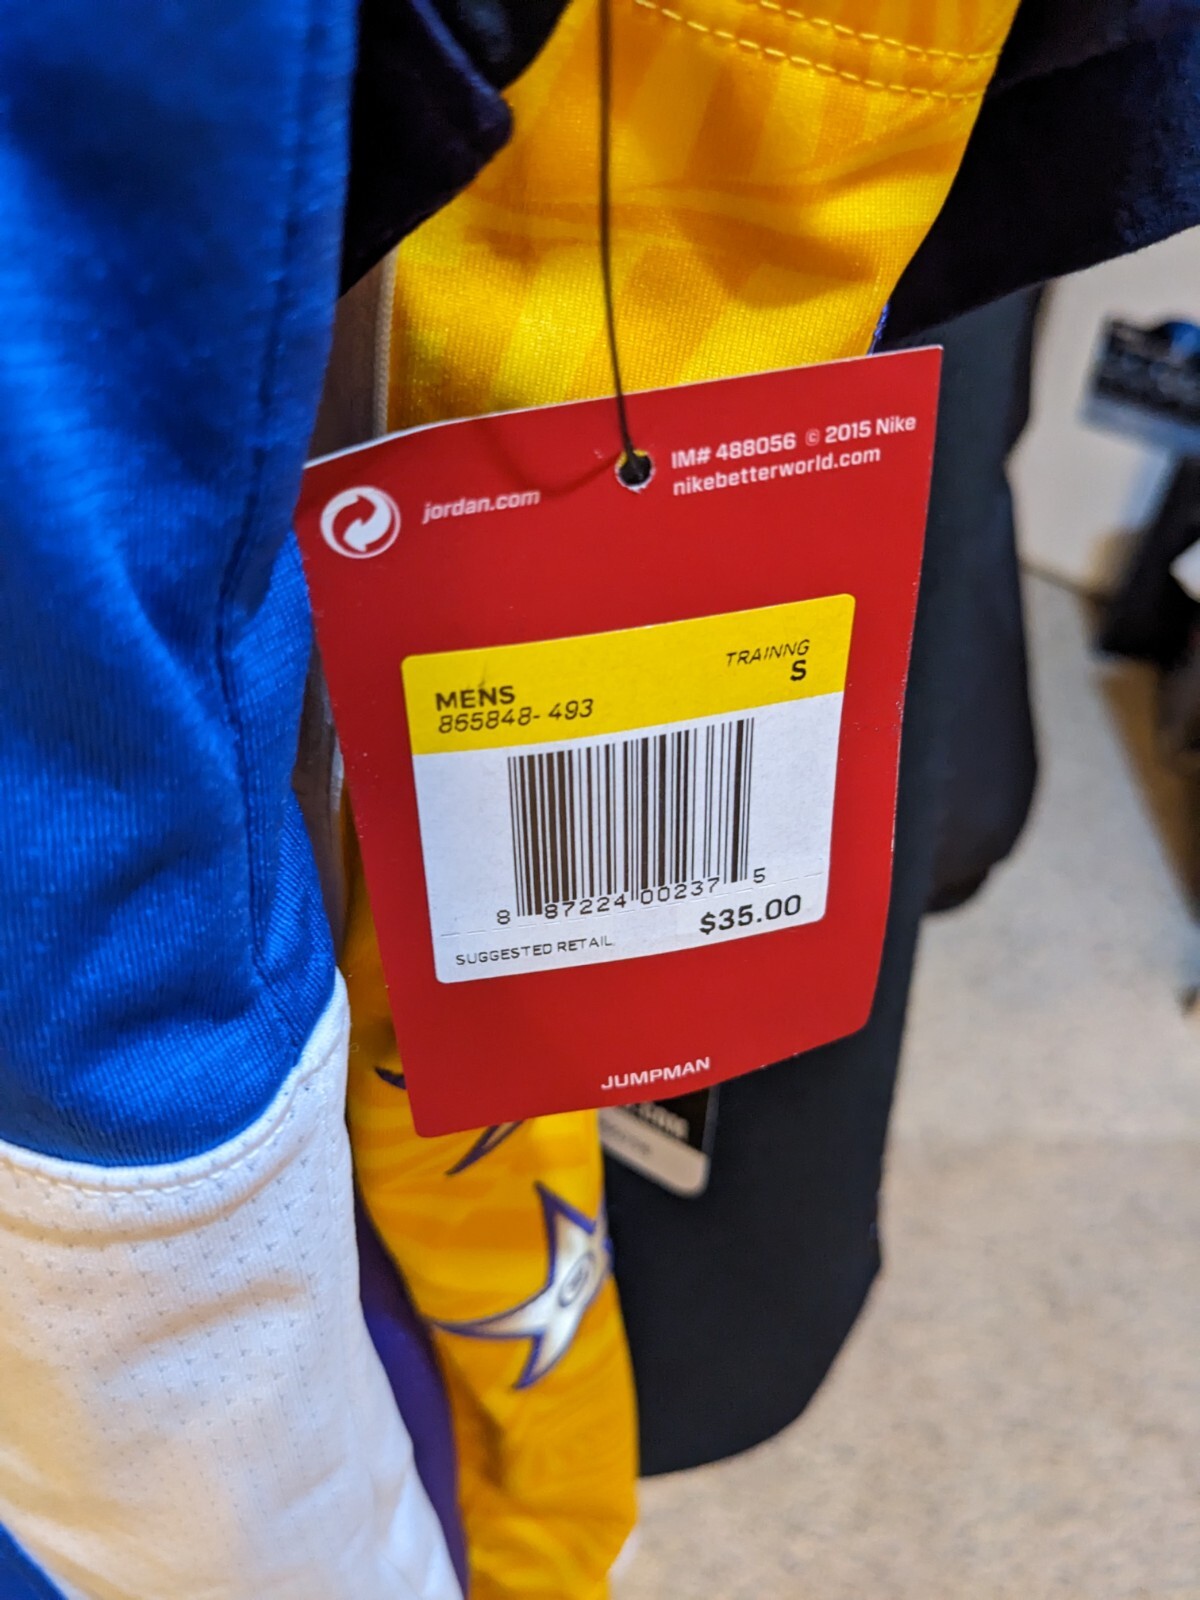 jordan.com
IM# 488056 © 2015 Nike
nikebetterworld.com
TRAINNG
MENS S
865848- 493
8 87224 00237 5
SUGGESTED RETAIL $35.00
JUMPMAN